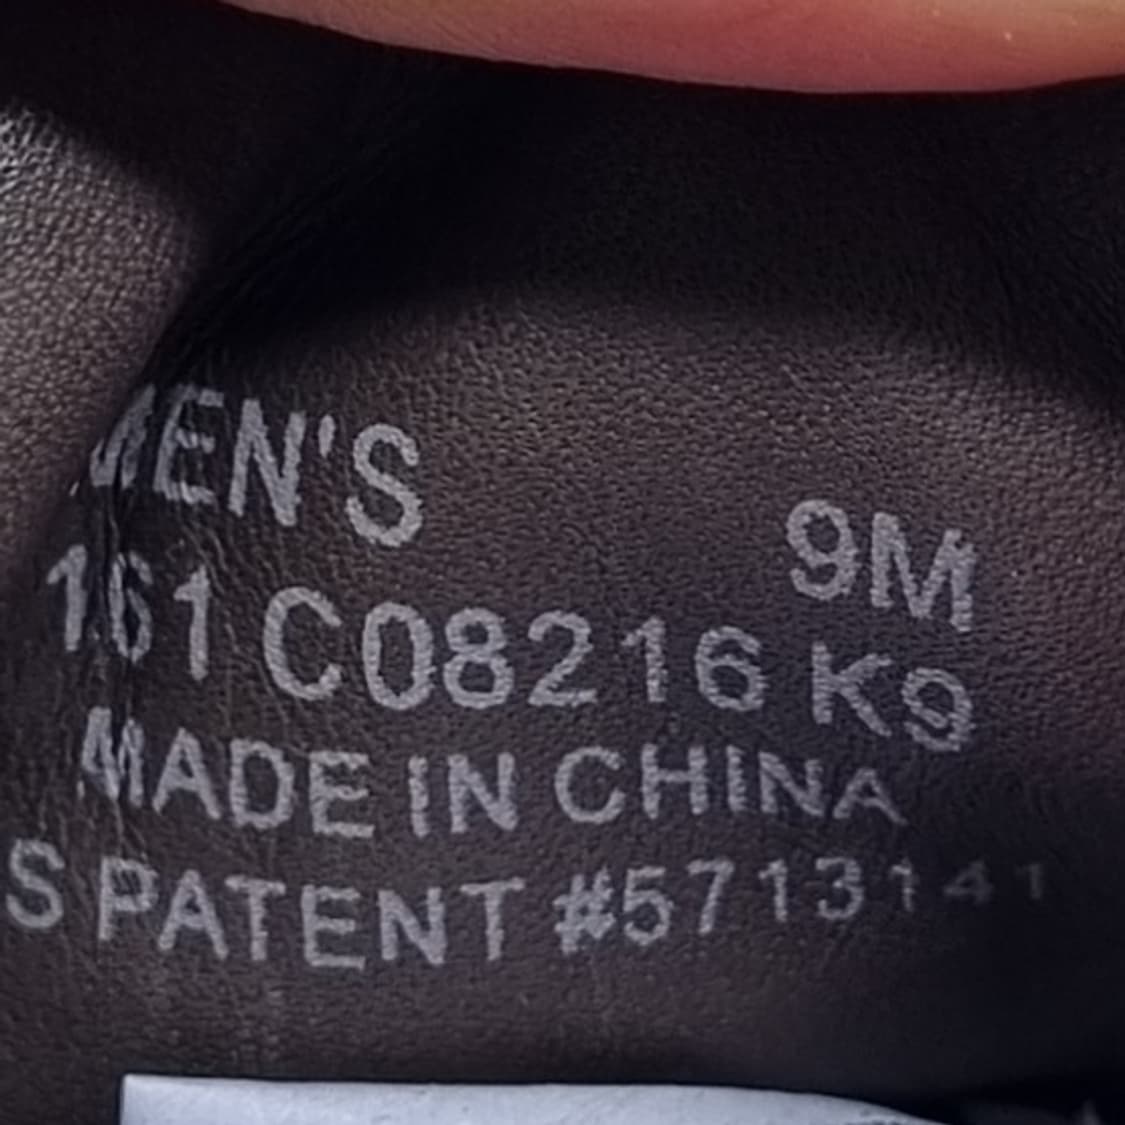 MEN'S
9M
161 C08216 K9
MADE IN CHINA
S PATENT #5713141